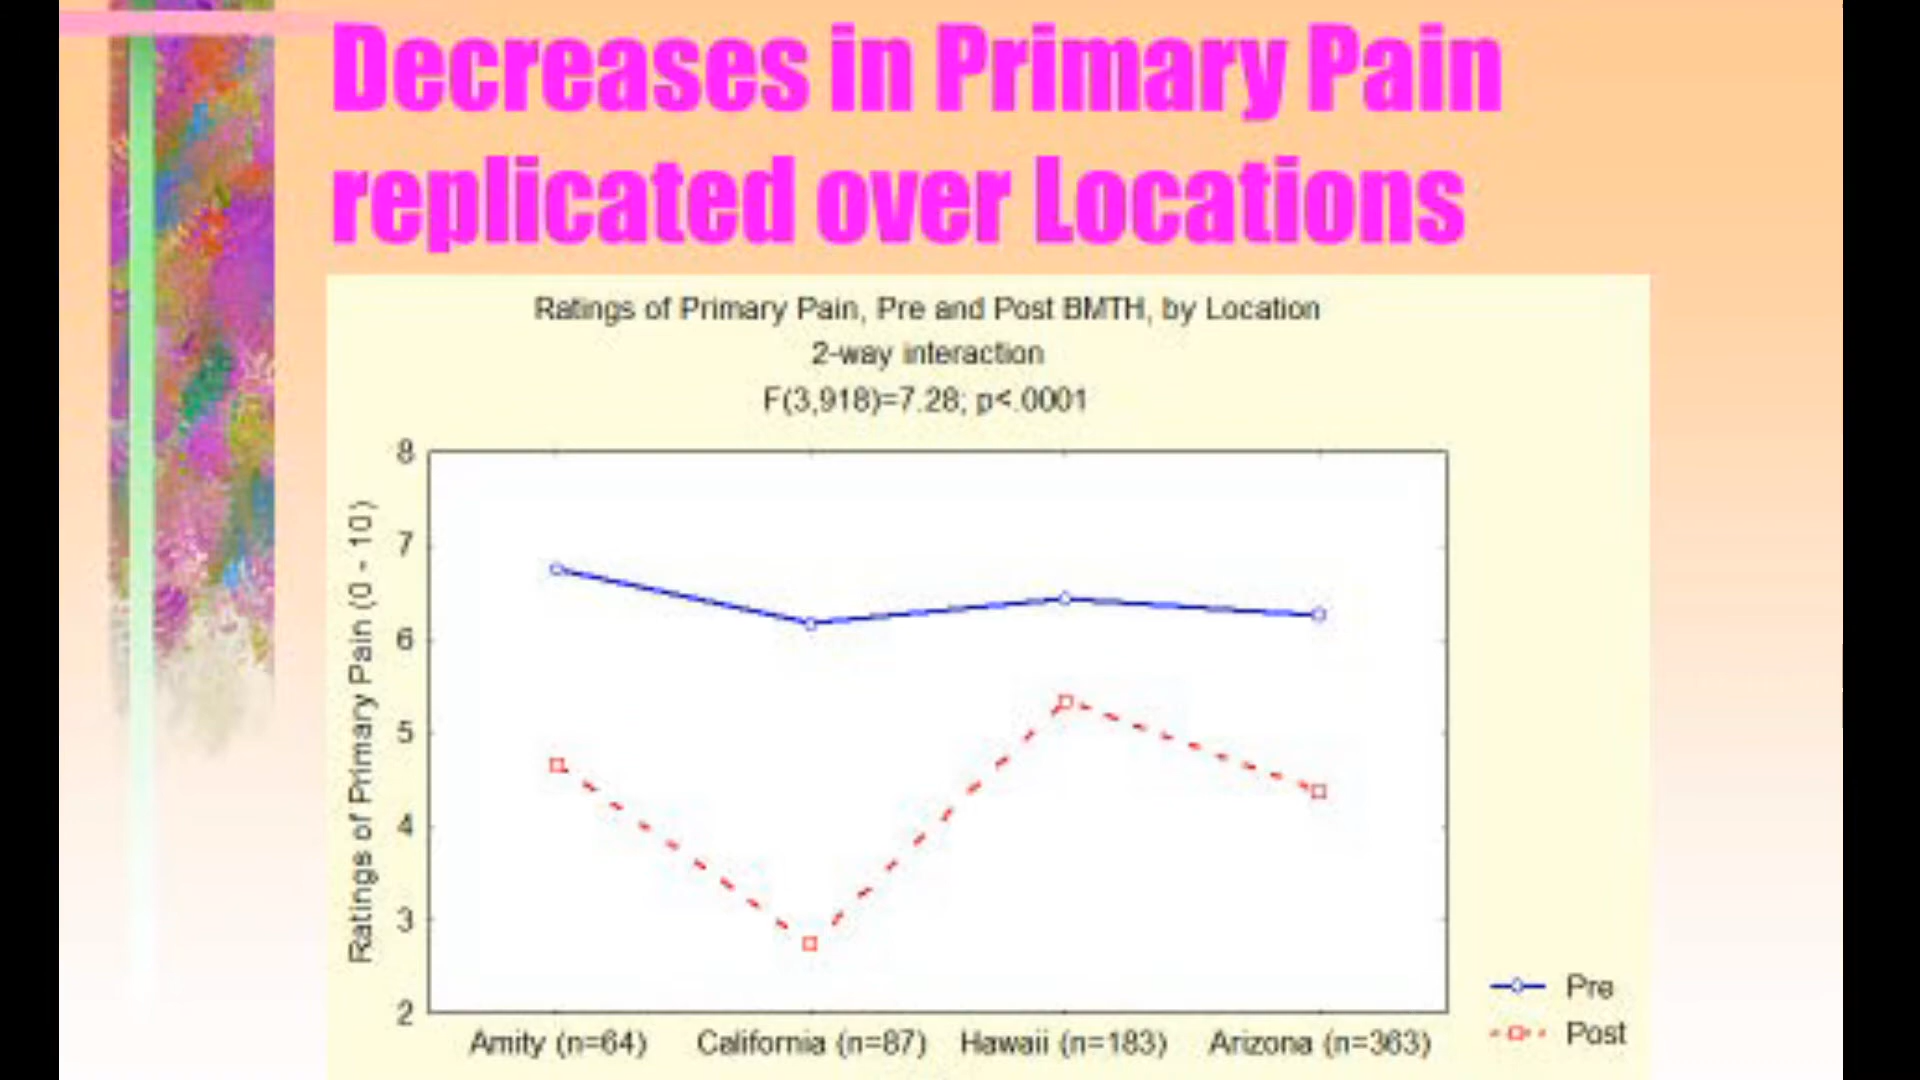 Decreases in Primary Pain
replicated over Locations
Ratings of Primary Pain, Pre and Post BMTH, by Location
2-way interaction
F(3,918)=7.28; p<.0001
Ratings of Primary Pain (0 - 10)
8
7
6
5
4
3
2
Amity (n=64)
California (n=87)
Hawaii (n=183)
Arizona (n=363)
Pre
Post